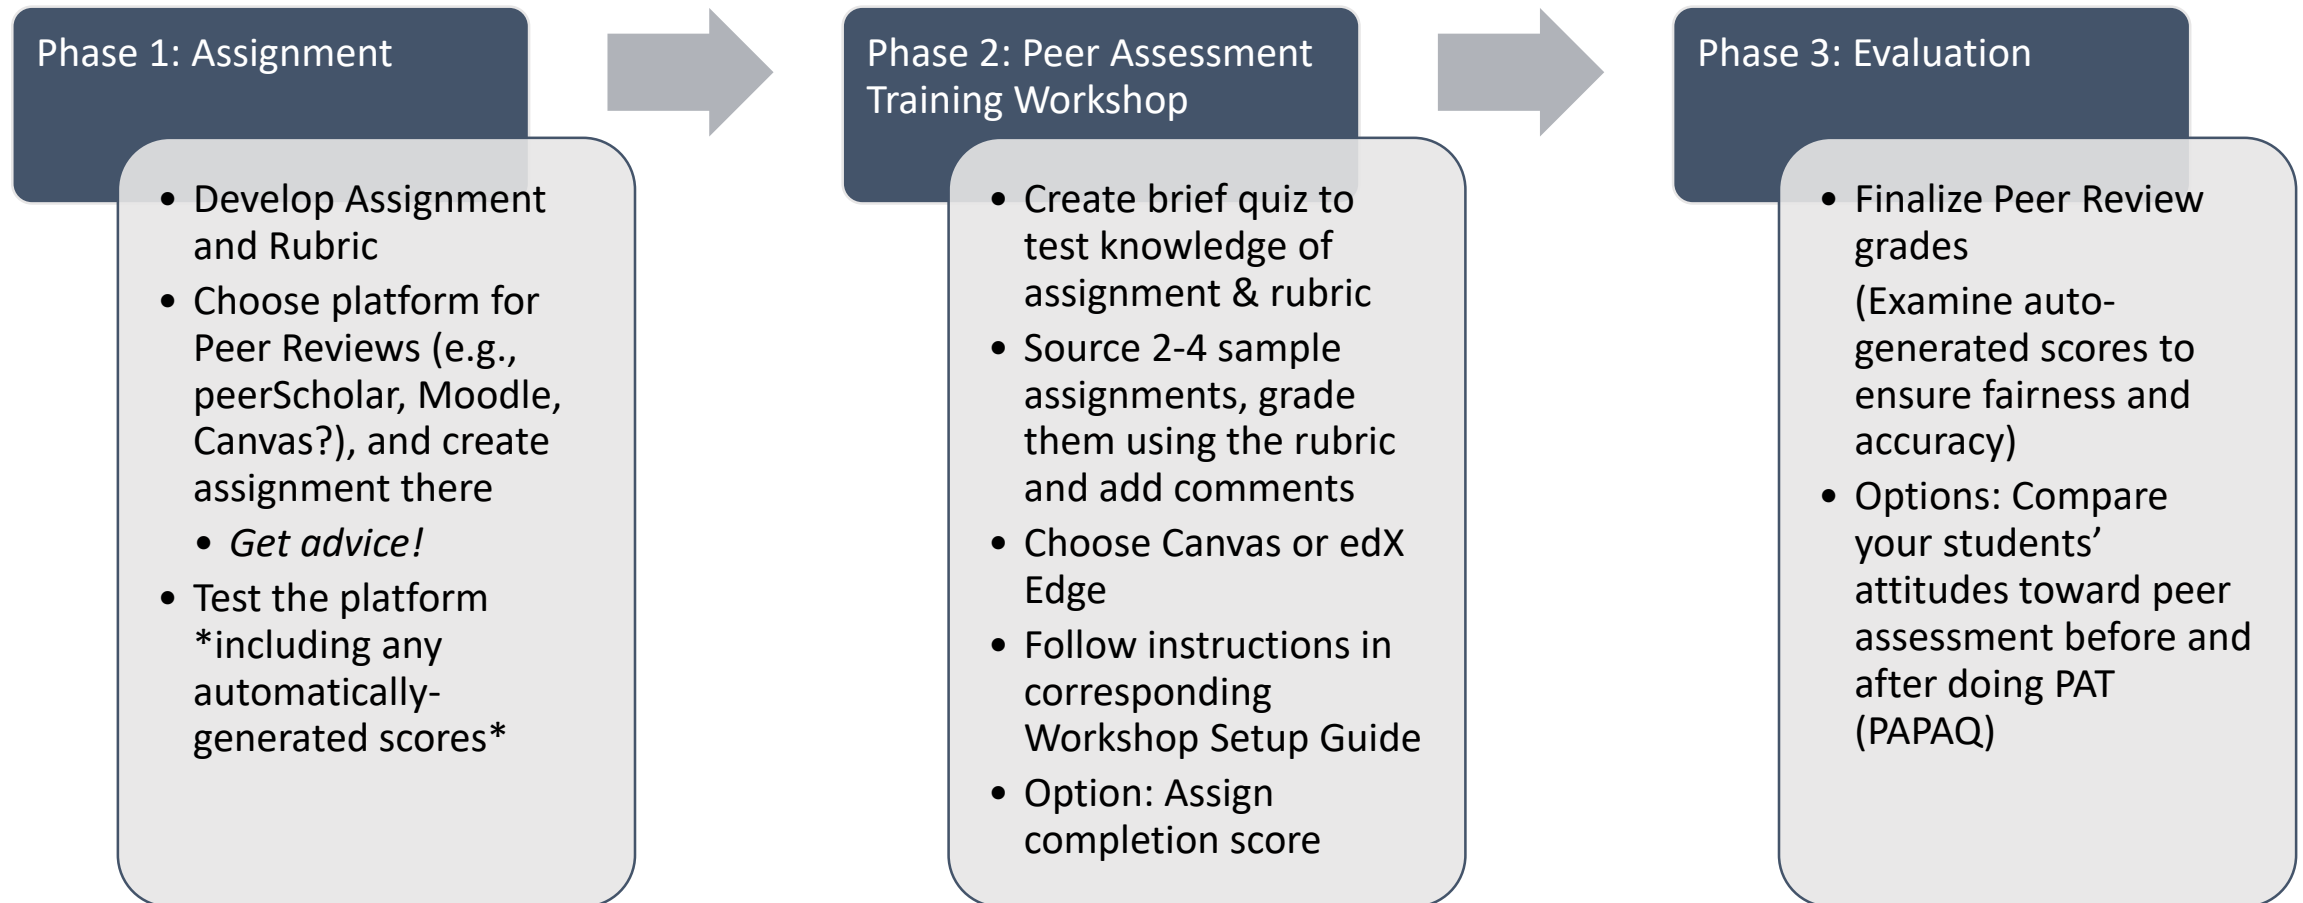 Phase 1: Assignment
• Develop Assignment
and Rubric
• Choose platform for
Peer Reviews (e.g.,
peerScholar, Moodle,
Canvas?), and create
assignment there
• Get advice!
• Test the platform
*including any
automatically-
generated scores*
Phase 2: Peer Assessment
Training Workshop
• Create brief quiz to
test knowledge of
assignment & rubric
• Source 2-4 sample
assignments, grade
them using the rubric
and add comments
• Choose Canvas or edX
Edge
• Follow instructions in
corresponding
Workshop Setup Guide
• Option: Assign
completion score
Phase 3: Evaluation
• Finalize Peer Review
grades
(Examine auto-
generated scores to
ensure fairness and
accuracy)
• Options: Compare
your students’
attitudes toward peer
assessment before and
after doing PAT
(PAPAQ)